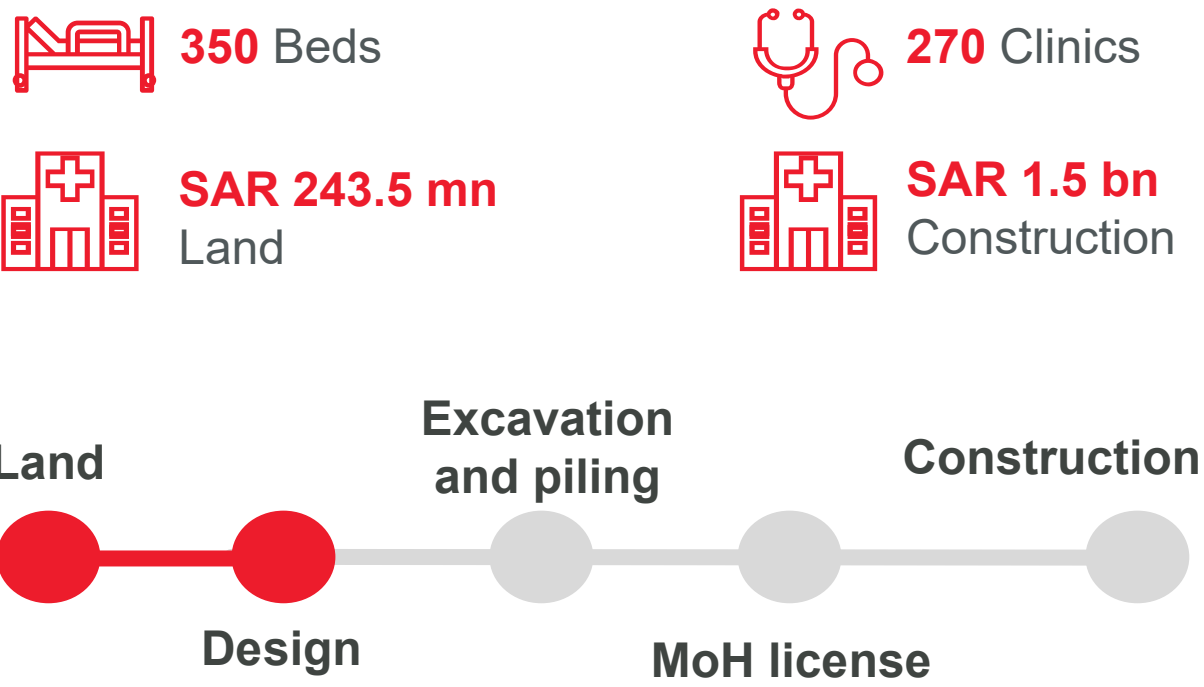 350 Beds
270 Clinics
SAR 243.5 mn
Land
SAR 1.5 bn
Construction
Land
Excavation
and piling
Construction
Design
MoH license